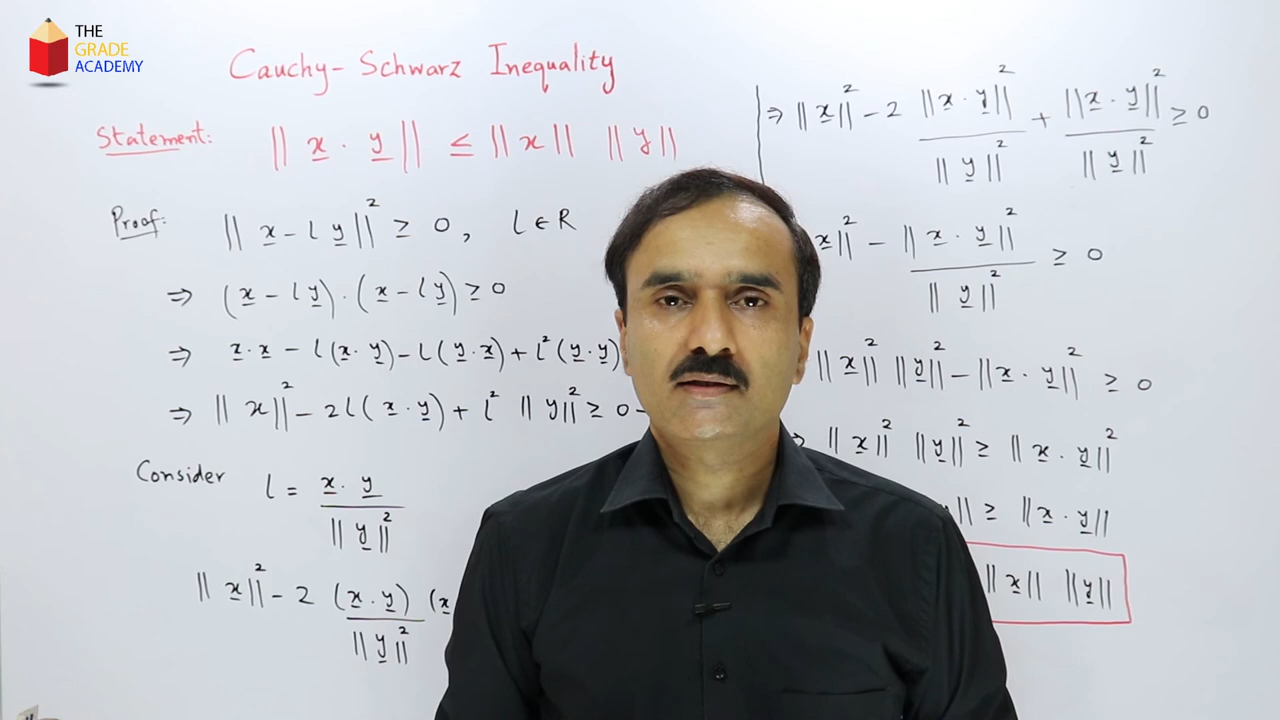 THE
GRADE
ACADEMY
Cauchy-Schwarz Inequality
Statement: || x̲ · y̲ || ≤ || x || || y ||
Proof: || x̲ - l y̲ ||² ≥ 0, l ∈ R
⇒ (x̲ - l y̲) · (x̲ - l y̲) ≥ 0
⇒ x̲ · x̲ - l (x̲ · y̲) - l (y̲ · x̲) + l² (y̲ · y̲)
⇒ || x ||² - 2l (x̲ · y̲) + l² || y ||² ≥ 0 -
Consider l = x̲ · y̲ / || y̲ ||²
|| x̲ ||² - 2 (x̲ · y̲) / || y̲ ||² (x̲
⇒ || x̲ ||² - 2 || x̲ · y̲ ||² / || y̲ ||² + || x̲ · y̲ ||² / || y̲ ||² ≥ 0
x̲ ||² - || x̲ · y̲ ||² / || y̲ ||² ≥ 0
|| x̲ ||² || y̲ ||² - || x̲ · y̲ ||² ≥ 0
⇒ || x̲ ||² || y̲ ||² ≥ || x̲ · y̲ ||²
|| ≥ || x̲ · y̲ ||
|| x̲ || || y̲ ||